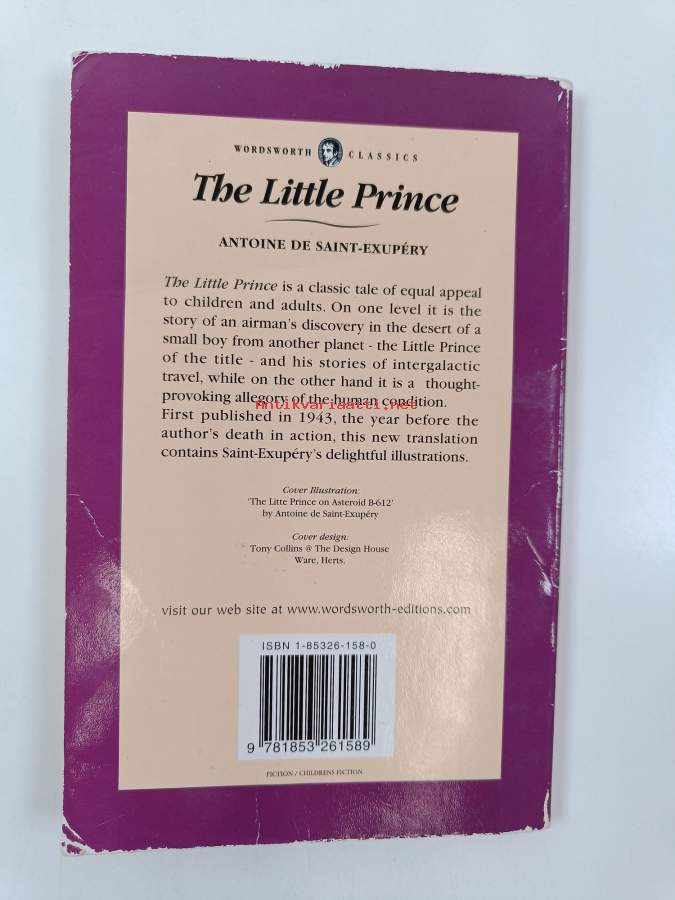 WORDSWORTH CLASSICS
The Little Prince
ANTOINE DE SAINT-EXUPÉRY
The Little Prince is a classic tale of equal appeal
to children and adults. On one level it is the
story of an airman's discovery in the desert of a
small boy from another planet - the Little Prince
of the title - and his stories of intergalactic
travel, while on the other hand it is a thought-
provoking allegory of the human condition.
Antikvariaatti.net
First published in 1943, the year before the
author's death in action, this new translation
contains Saint-Exupéry's delightful illustrations.
Cover Illustration:
'The Litte Prince on Asteroid B-612'
by Antoine de Saint-Exupéry
Cover design:
Tony Collins @ The Design House
Ware, Herts.
visit our web site at www.wordsworth-editions.com
ISBN 1-85326-158-0
9 781853 261589
FICTION / CHILDRENS FICTION